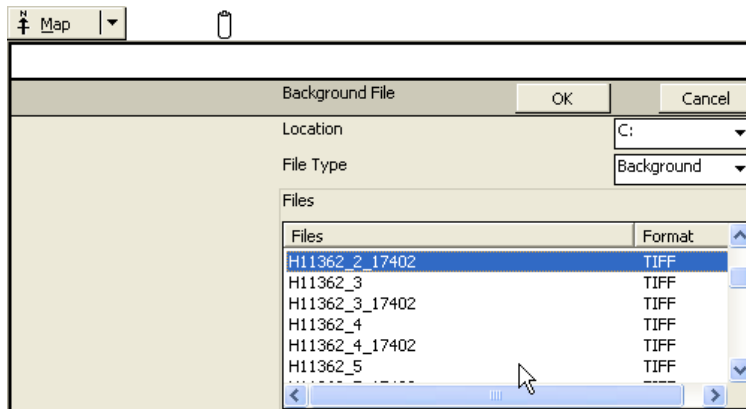 N
Map
Background File OK Cancel
Location C:
File Type Background
Files
Files Format
H11362_2_17402 TIFF
H11362_3 TIFF
H11362_3_17402 TIFF
H11362_4 TIFF
H11362_4_17402 TIFF
H11362_5 TIFF